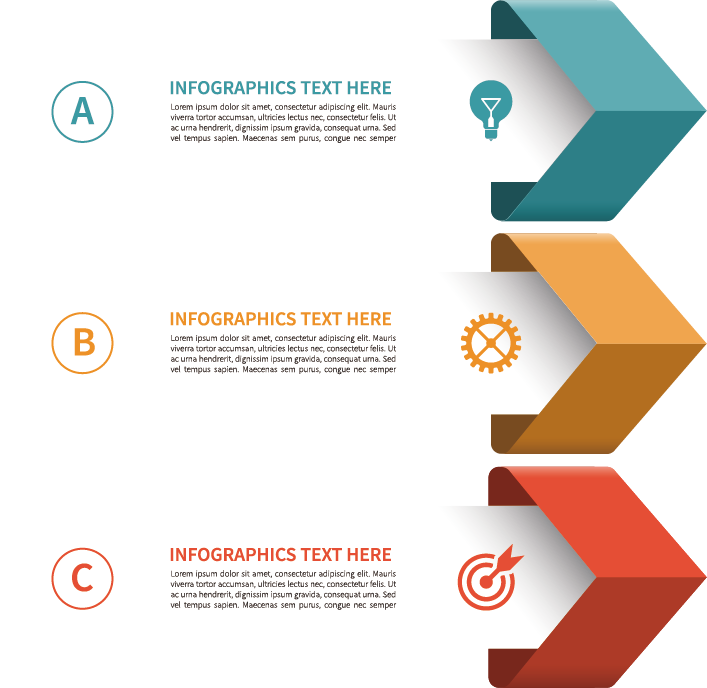 A
INFOGRAPHICS TEXT HERE
Lorem ipsum dolor sit amet, consectetur adipiscing elit. Mauris
viverra tortor accumsan, ultricies lectus nec, consectetur felis. Ut
ac urna hendrerit, dignissim ipsum gravida, consequat urna. Sed
vel tempus sapien. Maecenas sem purus, congue nec semper
B
INFOGRAPHICS TEXT HERE
Lorem ipsum dolor sit amet, consectetur adipiscing elit. Mauris
viverra tortor accumsan, ultricies lectus nec, consectetur felis. Ut
ac urna hendrerit, dignissim ipsum gravida, consequat urna. Sed
vel tempus sapien. Maecenas sem purus, congue nec semper
C
INFOGRAPHICS TEXT HERE
Lorem ipsum dolor sit amet, consectetur adipiscing elit. Mauris
viverra tortor accumsan, ultricies lectus nec, consectetur felis. Ut
ac urna hendrerit, dignissim ipsum gravida, consequat urna. Sed
vel tempus sapien. Maecenas sem purus, congue nec semper